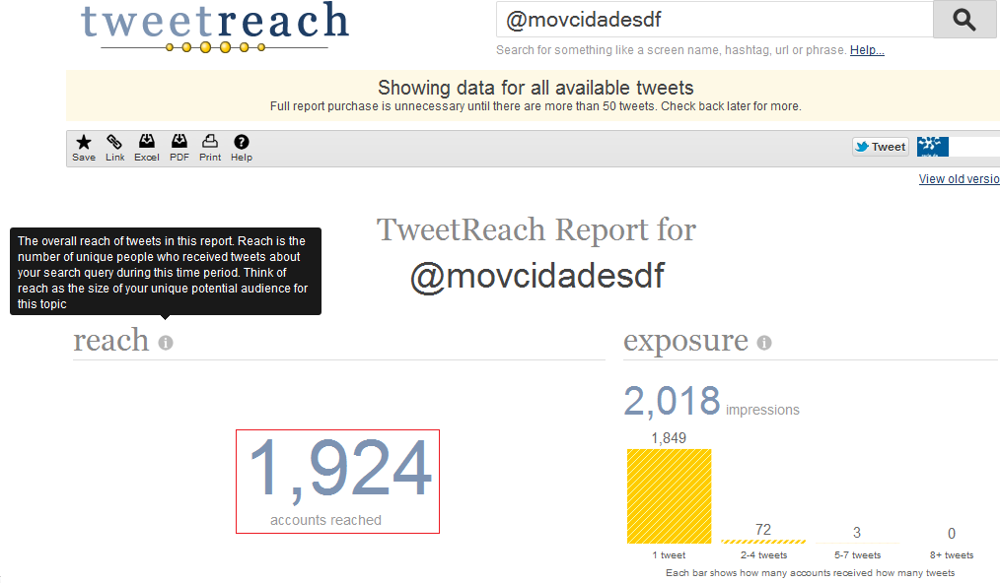 tweetreach
@movcidadesdf
Search for something like a screen name, hashtag, url or phrase. Help...
Showing data for all available tweets
Full report purchase is unnecessary until there are more than 50 tweets. Check back later for more.
Save Link Excel PDF Print Help
Tweet
View old versio
TweetReach Report for
@movcidadesdf
The overall reach of tweets in this report. Reach is the
number of unique people who received tweets about
your search query during this time period. Think of
reach as the size of your unique potential audience for
this topic
reach
1,924
accounts reached
exposure
2,018 impressions
1,849
72
3
0
1 tweet 2-4 tweets 5-7 tweets 8+ tweets
Each bar shows how many accounts received how many tweets